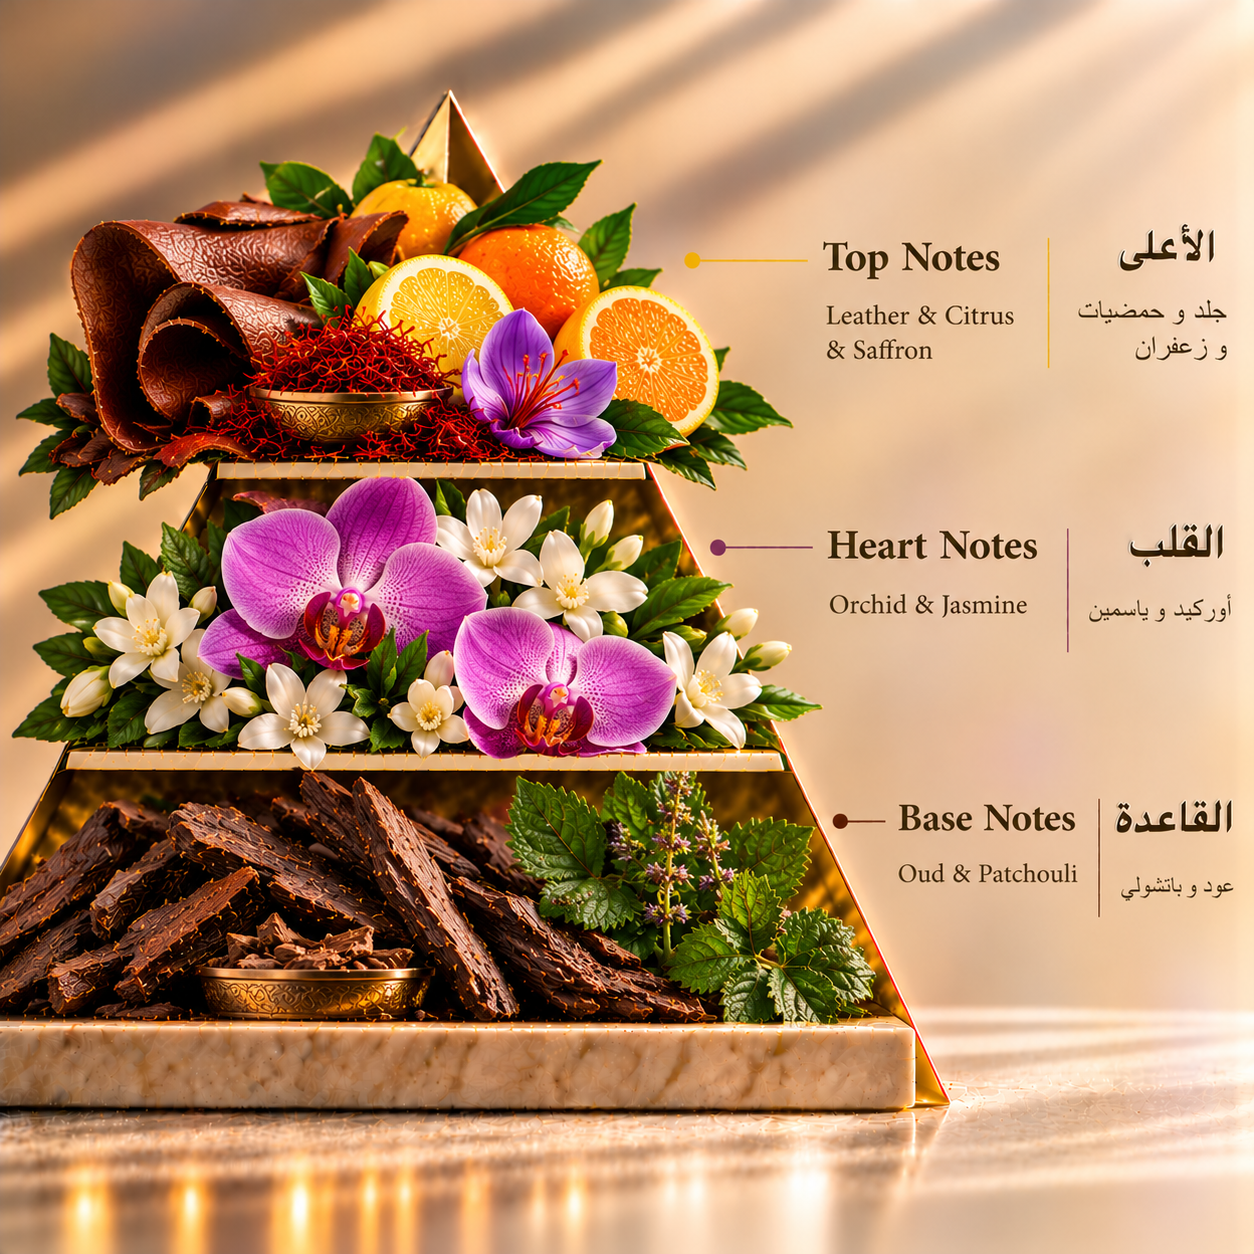 Top Notes
Leather & Citrus
& Saffron
الأعلى
جلد و حمضيات
و زعفران
Heart Notes
Orchid & Jasmine
القلب
أوركيد و ياسمين
Base Notes
Oud & Patchouli
القاعدة
عود و باتشولي